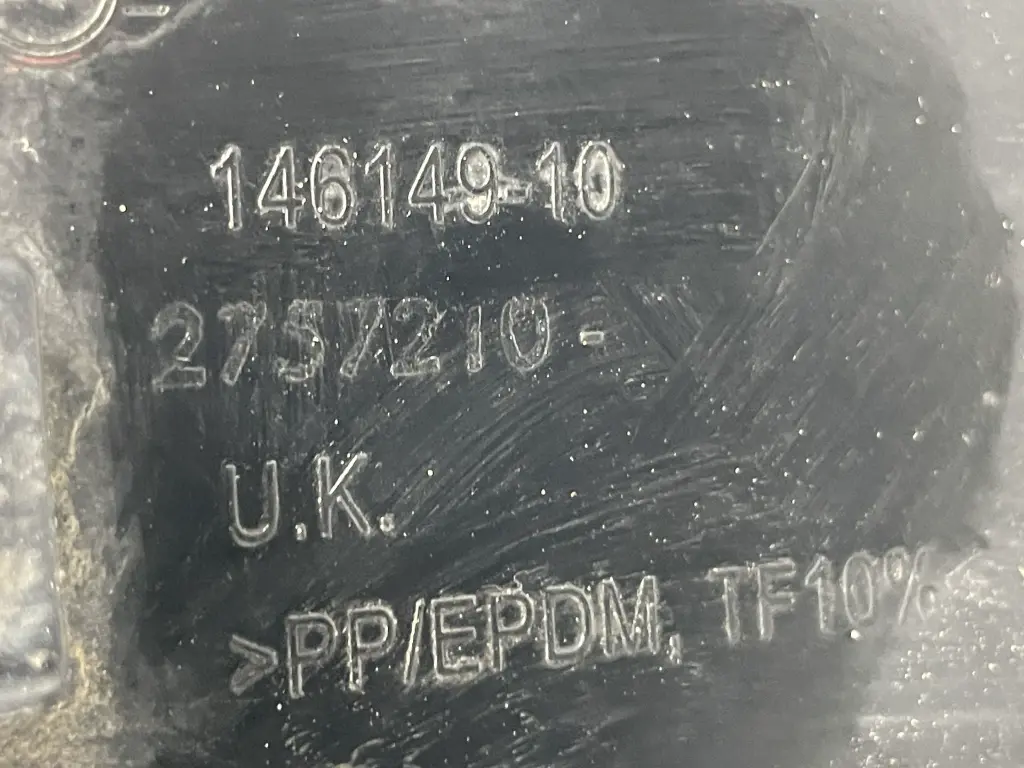 146149-10
2757210-
U.K.
>PP/EPDM, TF10%<